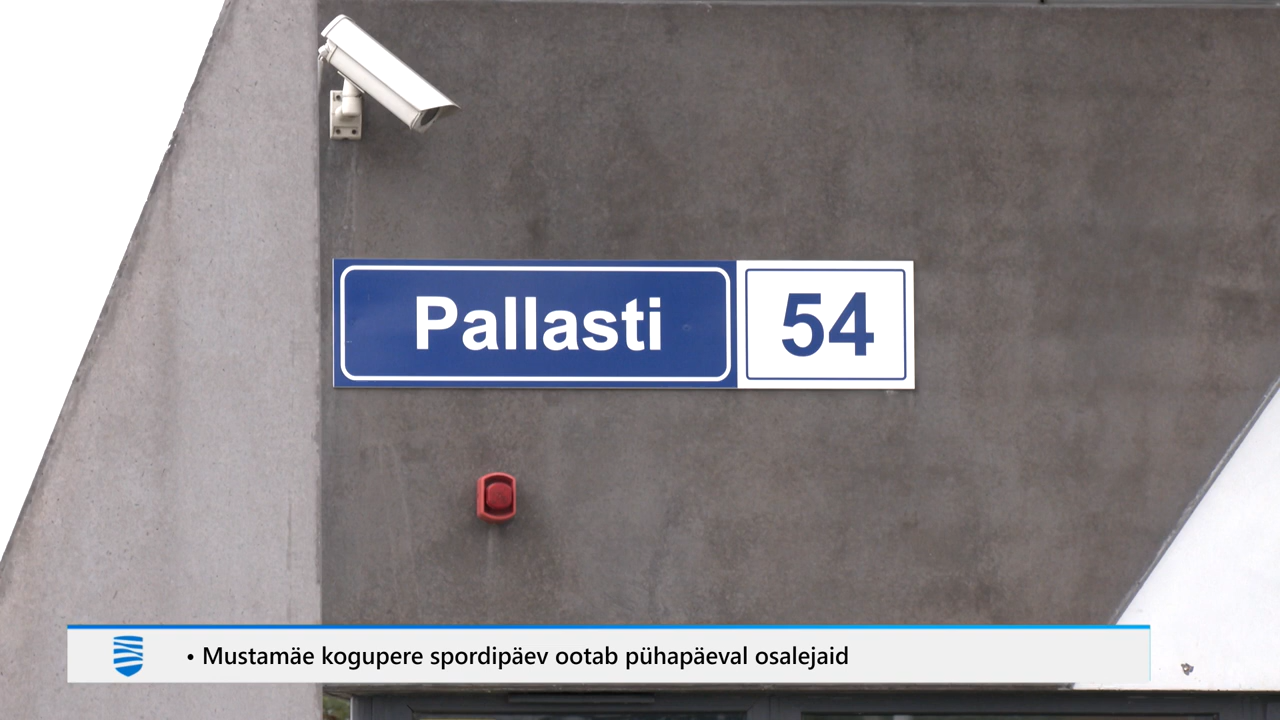 Pallasti 54
• Mustamäe kogupere spordipäev ootab pühapäeval osalejaid